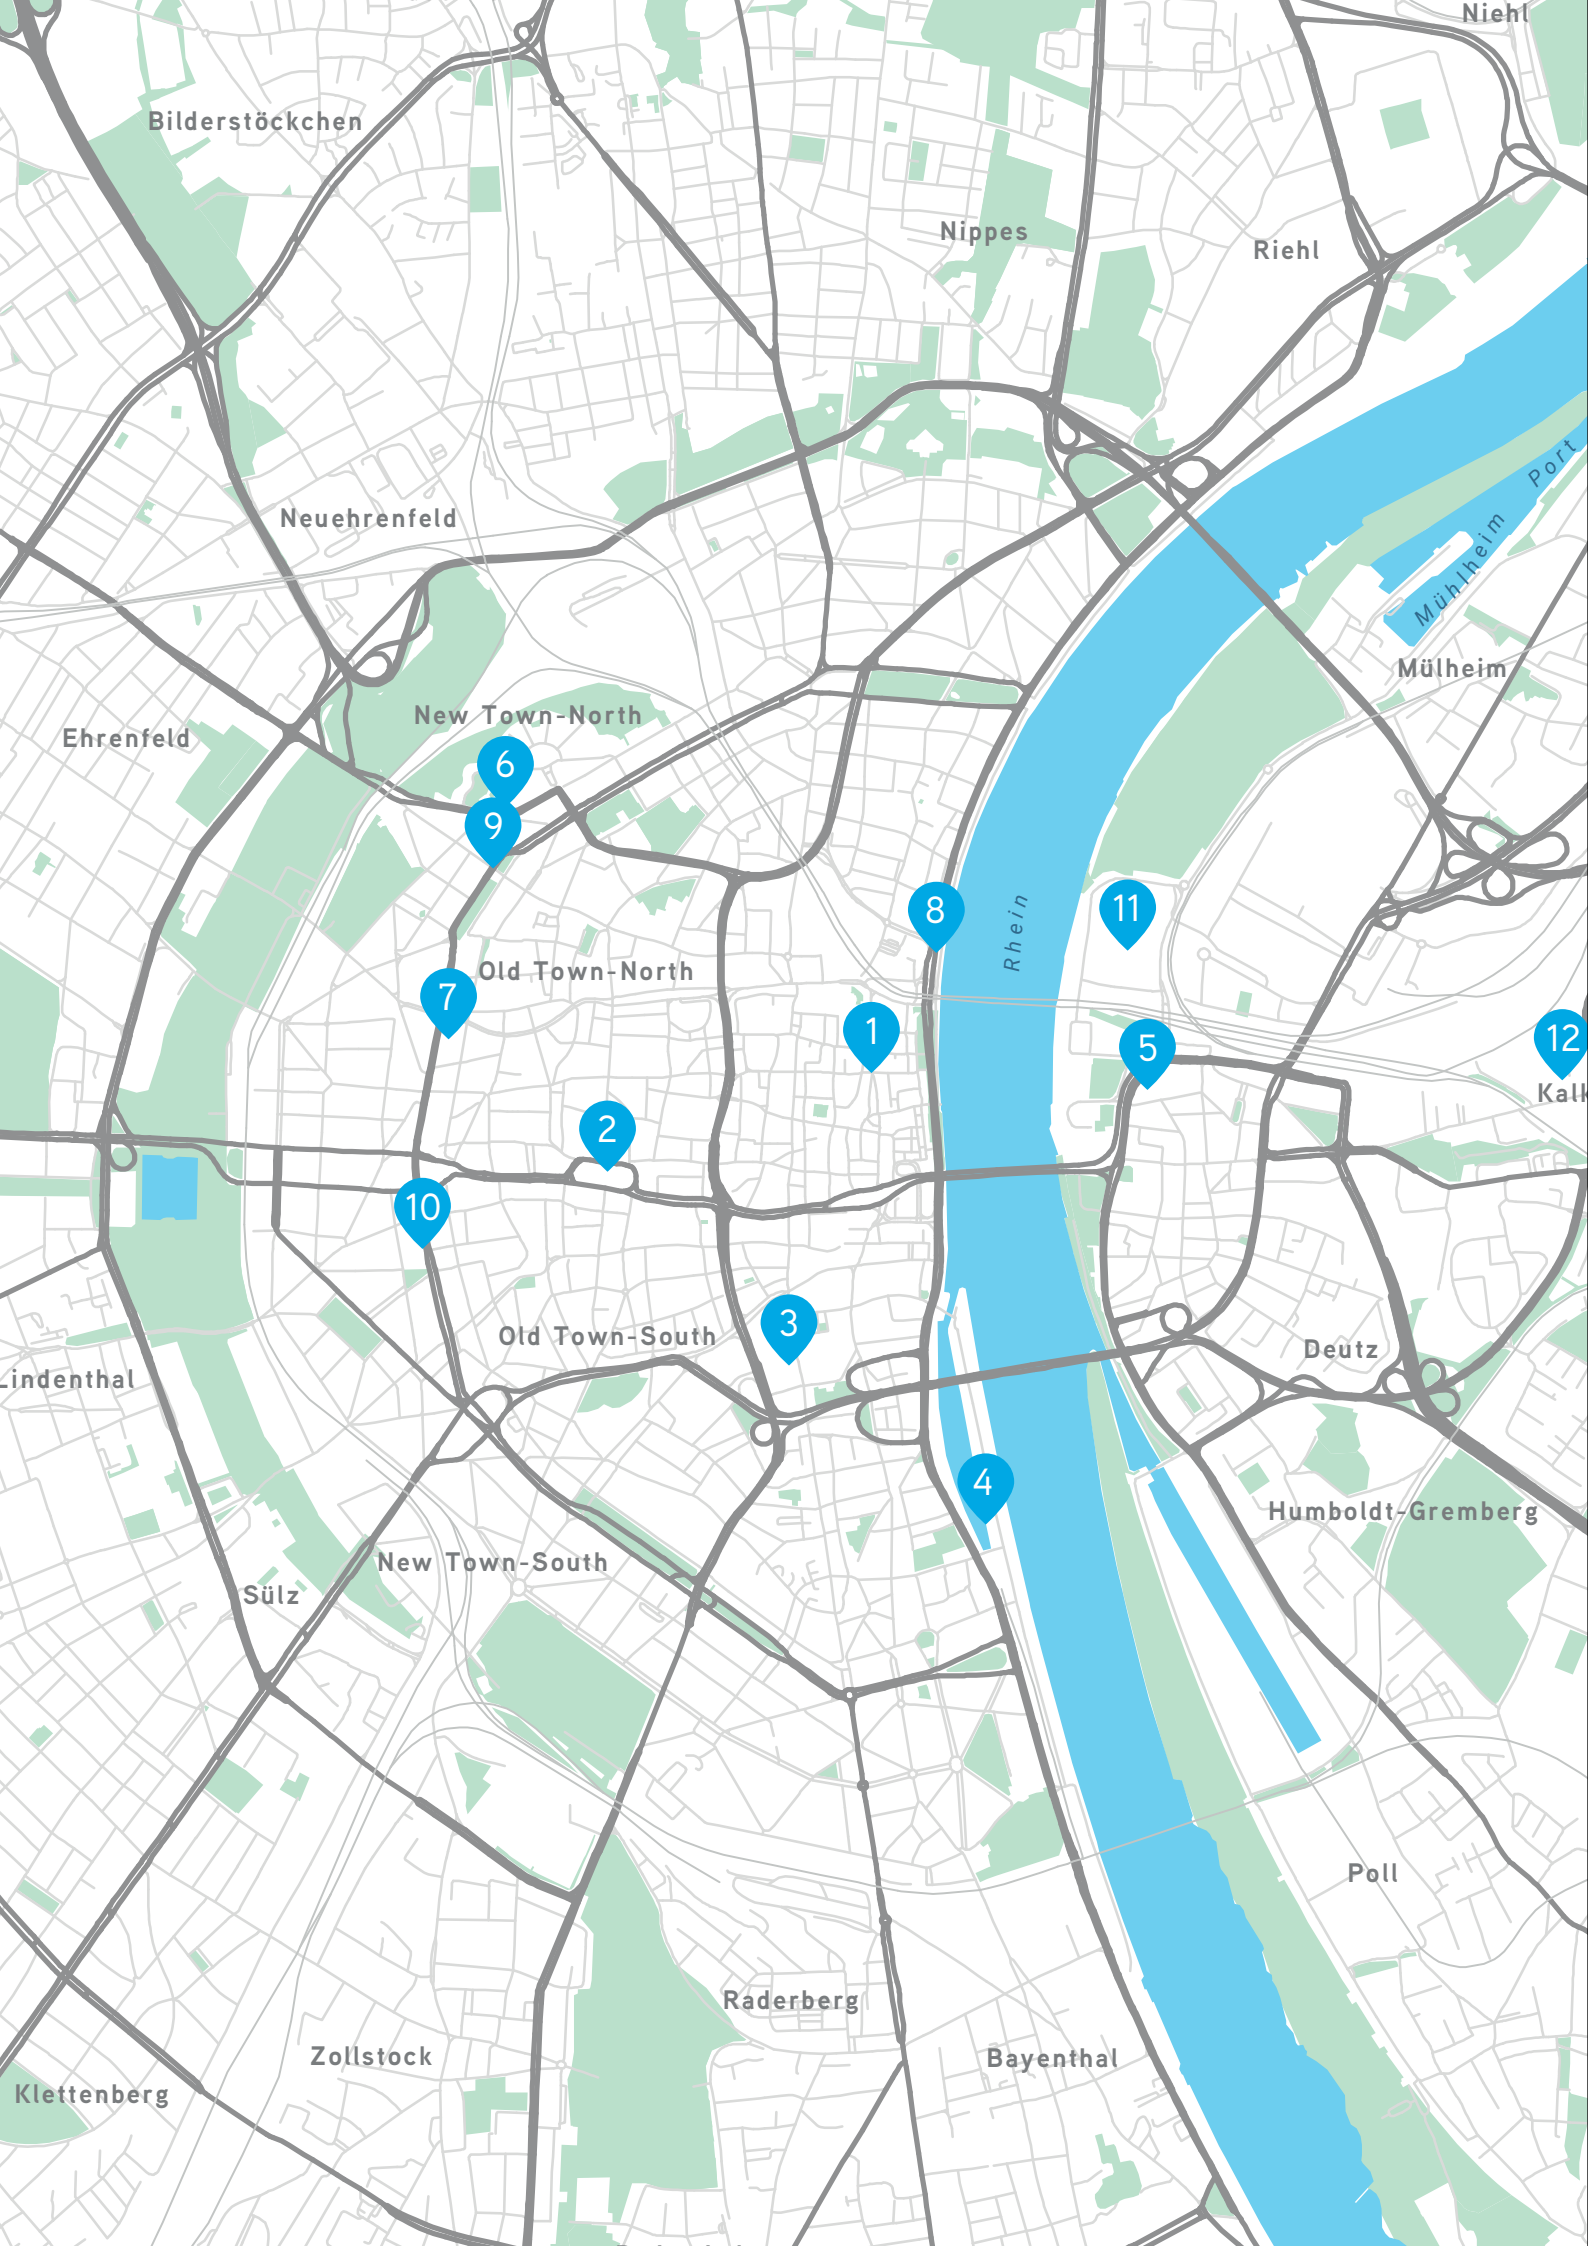 Niehl
Bilderstöckchen
Nippes
Riehl
Port
Mühlheim
Neuehrenfeld
Mülheim
New Town-North
Ehrenfeld
6
9
8
11
Rhein
Old Town-North
7
1
5
12
Kalk
2
10
3
Old Town-South
Deutz
Lindenthal
4
Humboldt-Gremberg
New Town-South
Sülz
Poll
Raderberg
Zollstock
Bayenthal
Klettenberg